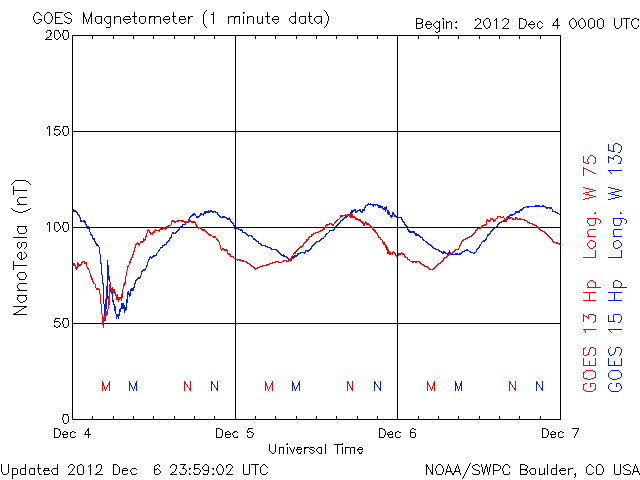 GOES Magnetometer (1 minute data)
Begin: 2012 Dec 4 0000 UTC
200
150
100
50
0
NanoTesla (nT)
M M N N M M N N M M N N
Dec 4 Dec 5 Dec 6 Dec 7
Universal Time
GOES 13 Hp Long. W 75
GOES 15 Hp Long. W 135
Updated 2012 Dec 6 23:59:02 UTC
NOAA/SWPC Boulder, CO USA